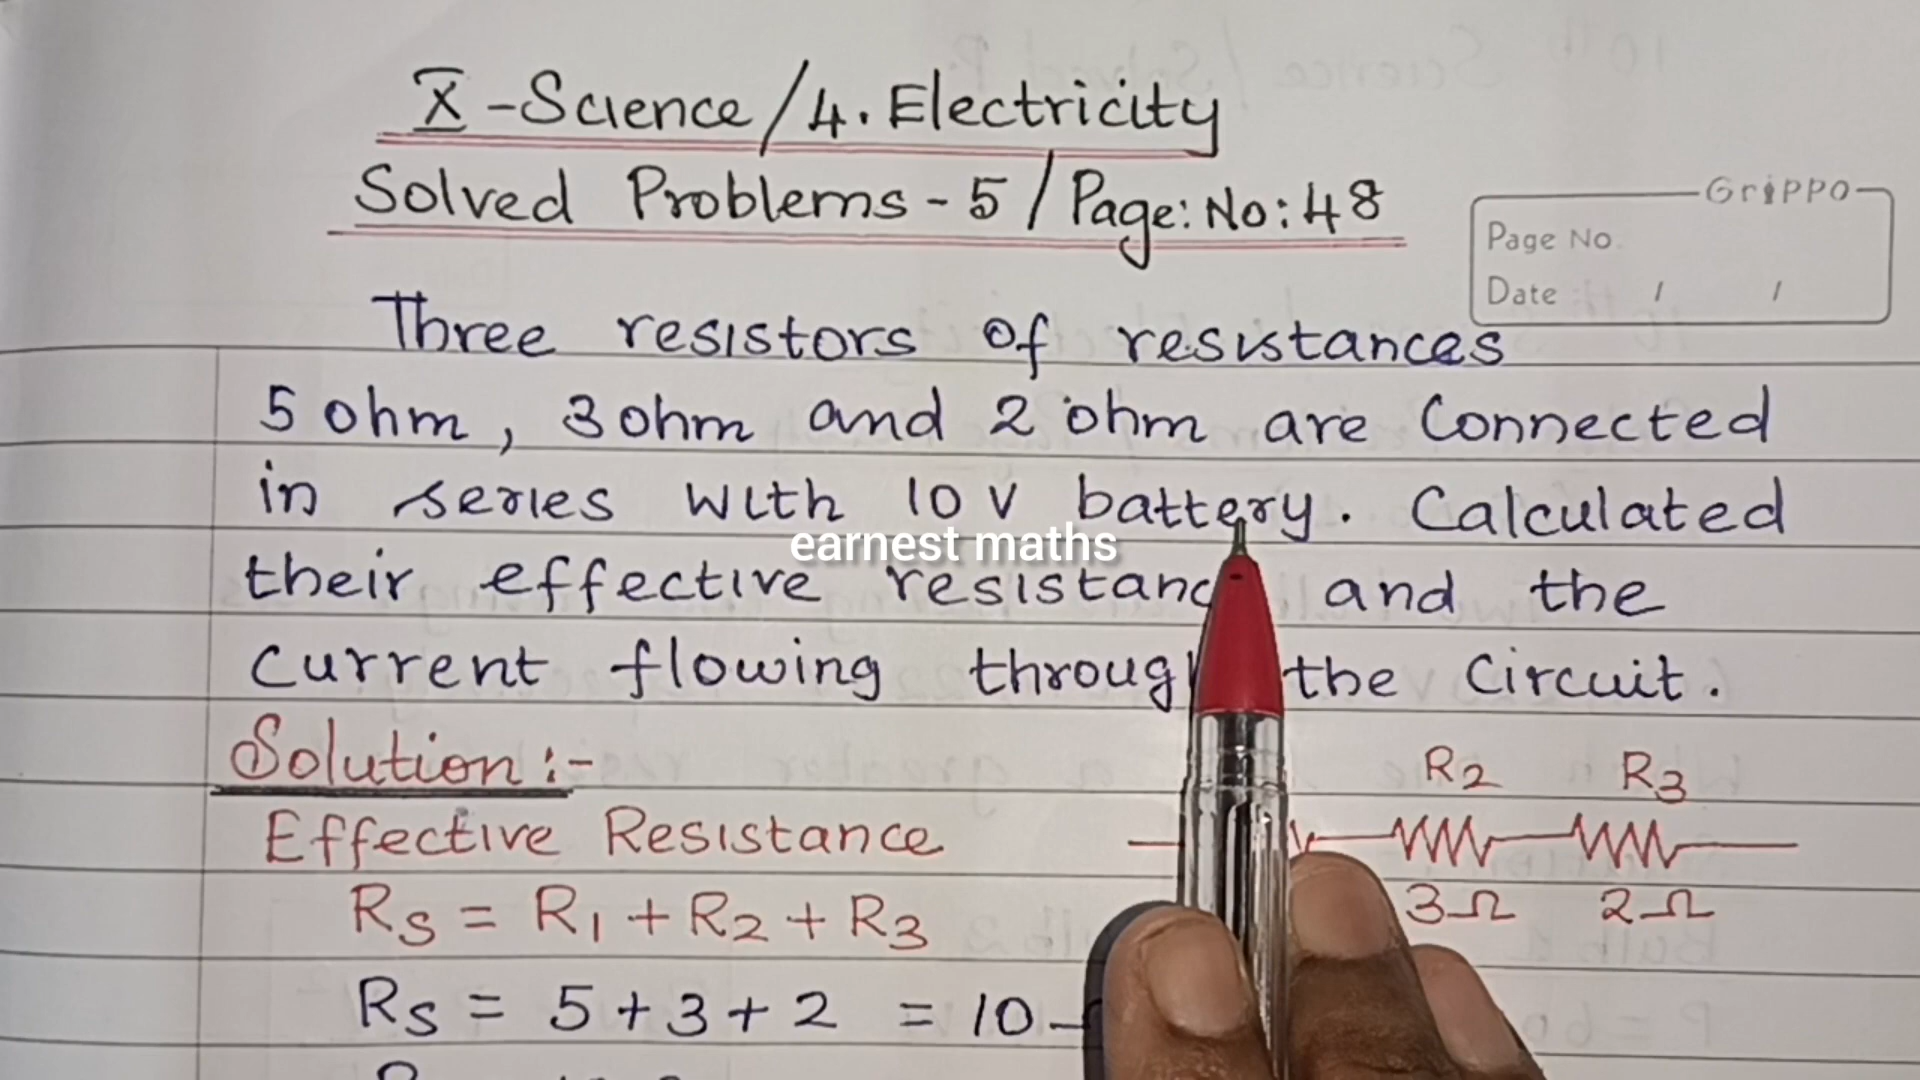 X-Science/4.Electricity
Solved Problems-5/Page:No:48
Grippo
Page No.
Date / /
Three resistors of resistances
5 ohm, 3 ohm and 2 ohm are Connected
in series with 10 V battery. Calculated
earnest maths
their effective and the
Current flowing the Circuit.
Solution:-
Effective Resistance
R2 R3
3Ω 2Ω
RS = R1 + R2 + R3
RS = 5+3+2 = 10